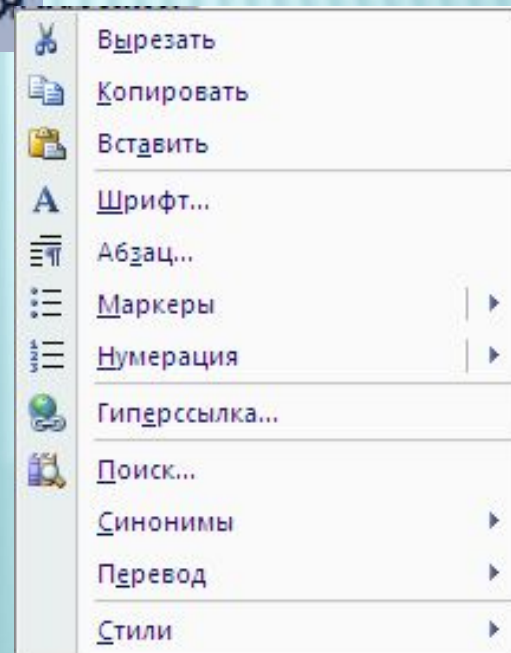 Вырезать
Копировать
Вставить
Шрифт...
Абзац...
Маркеры
Нумерация
Гиперссылка...
Поиск...
Синонимы
Перевод
Стили